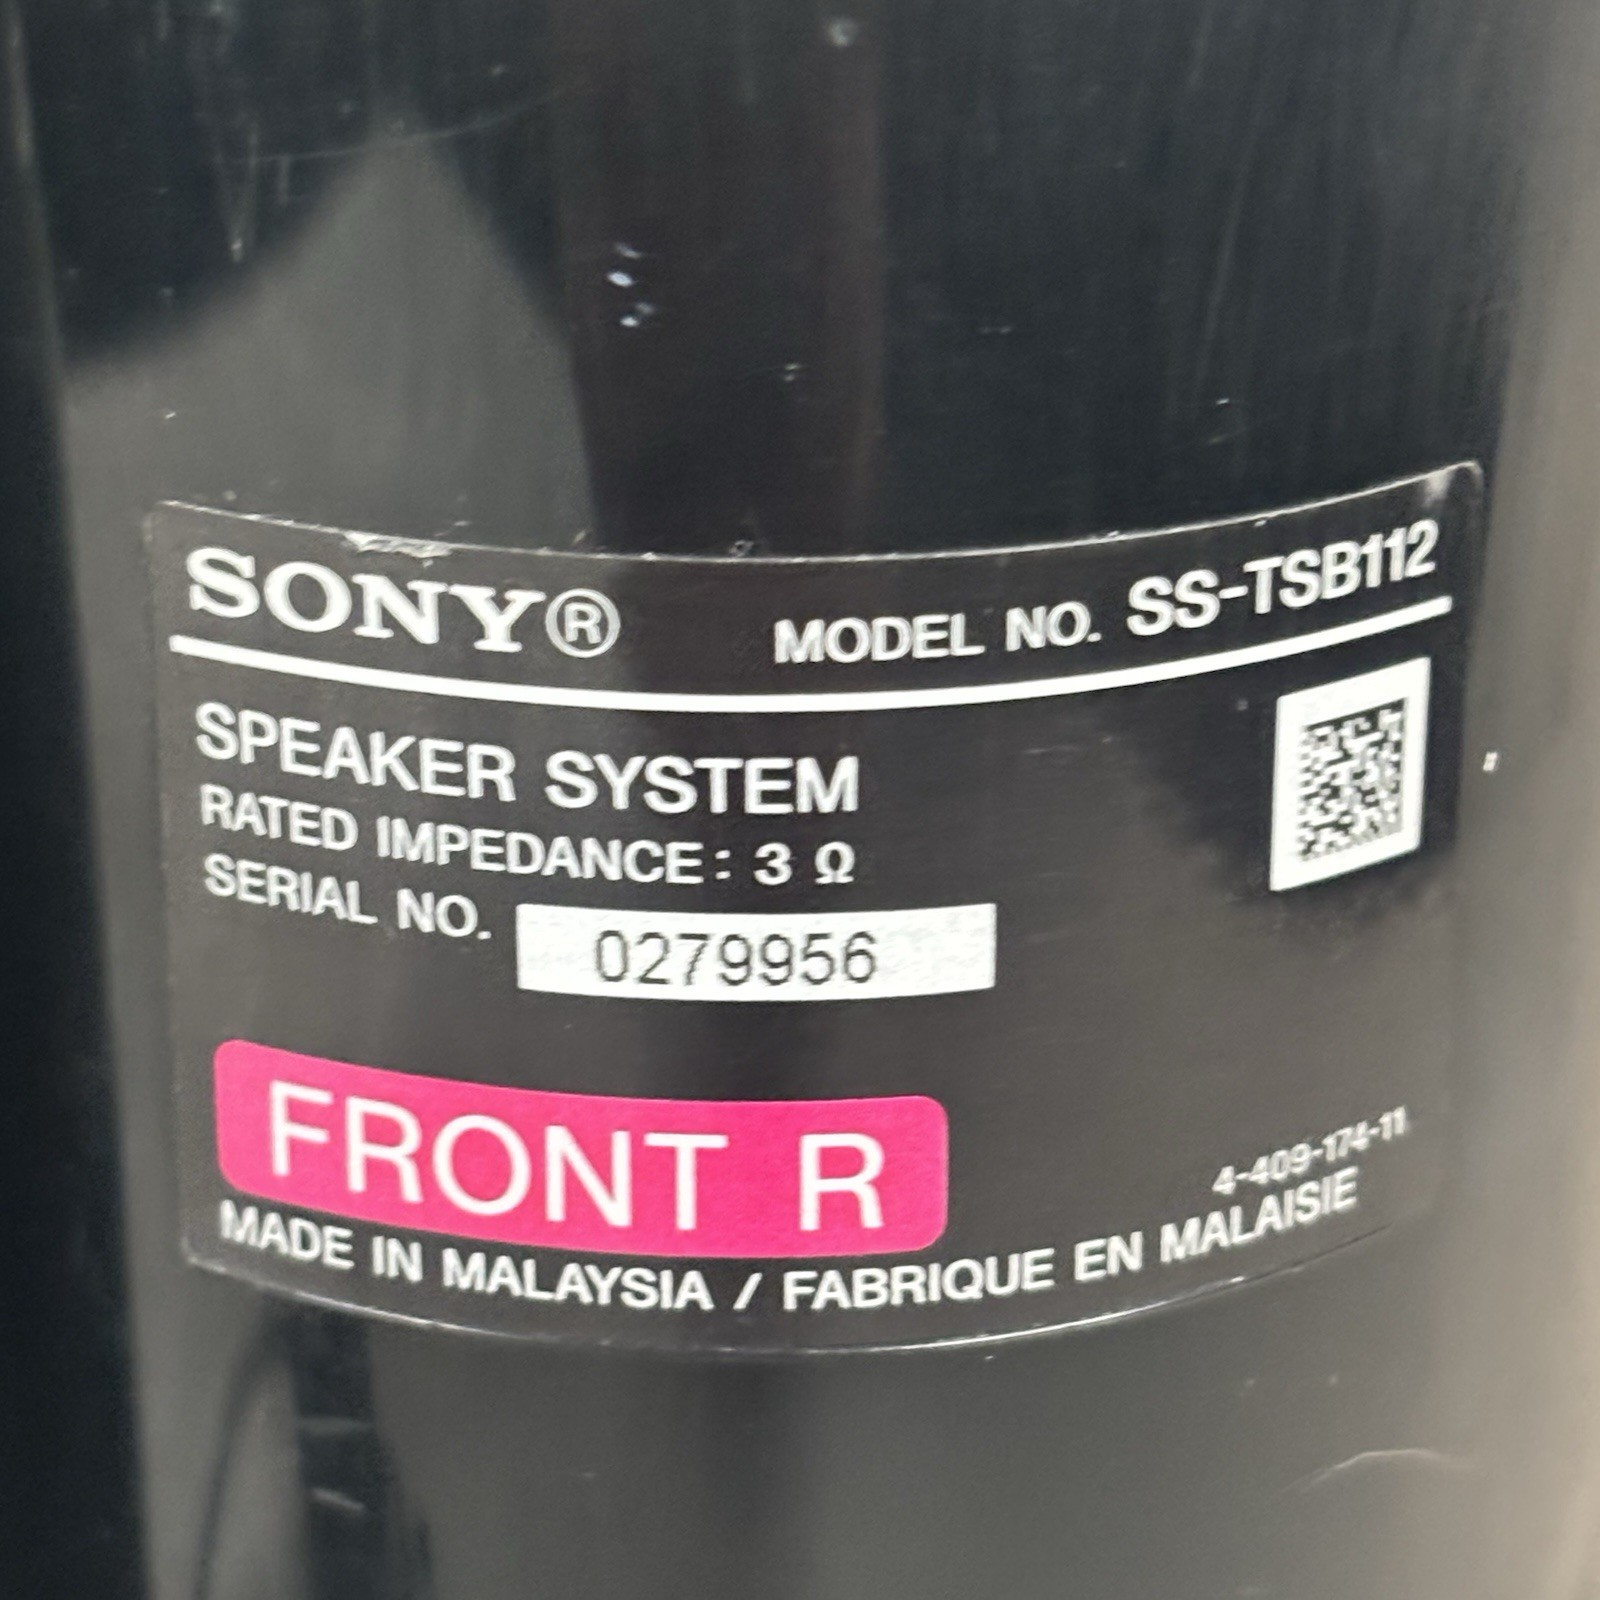 SONY®
MODEL NO. SS-TSB112
SPEAKER SYSTEM
RATED IMPEDANCE: 3 Ω
SERIAL NO. 0279956
FRONT R
4-409-174-11
MADE IN MALAYSIA / FABRIQUE EN MALAISIE